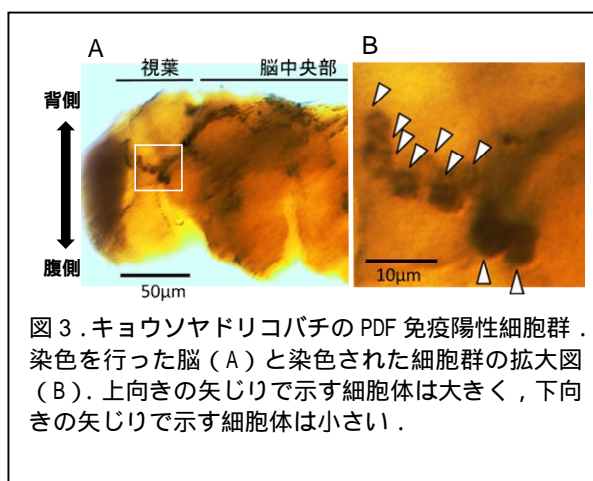 A
B
視葉
脳中央部
背側
腹側
50μm
10μm
図３．キョウソヤドリコバチの PDF 免疫陽性細胞群．
染色を行った脳（A）と染色された細胞群の拡大図
（B）．上向きの矢じりで示す細胞体は大きく，下向
きの矢じりで示す細胞体は小さい．